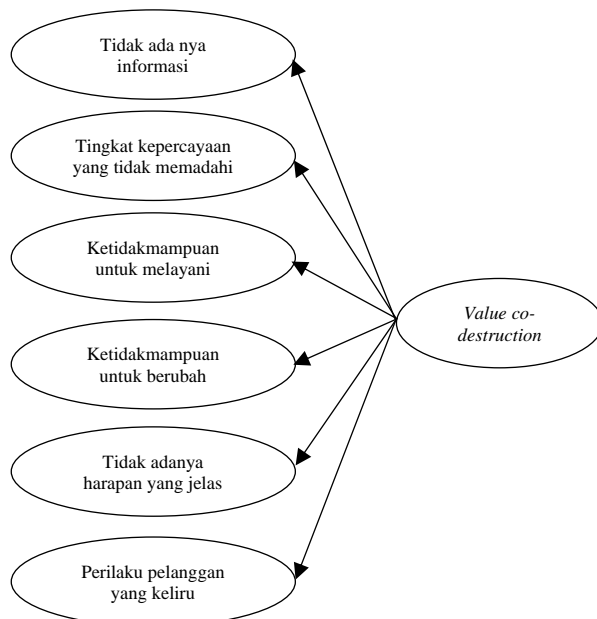 Tidak ada nya
informasi
Tingkat kepercayaan
yang tidak memadahi
Ketidakmampuan
untuk melayani
Value co-
destruction
Ketidakmampuan
untuk berubah
Tidak adanya
harapan yang jelas
Perilaku pelanggan
yang keliru